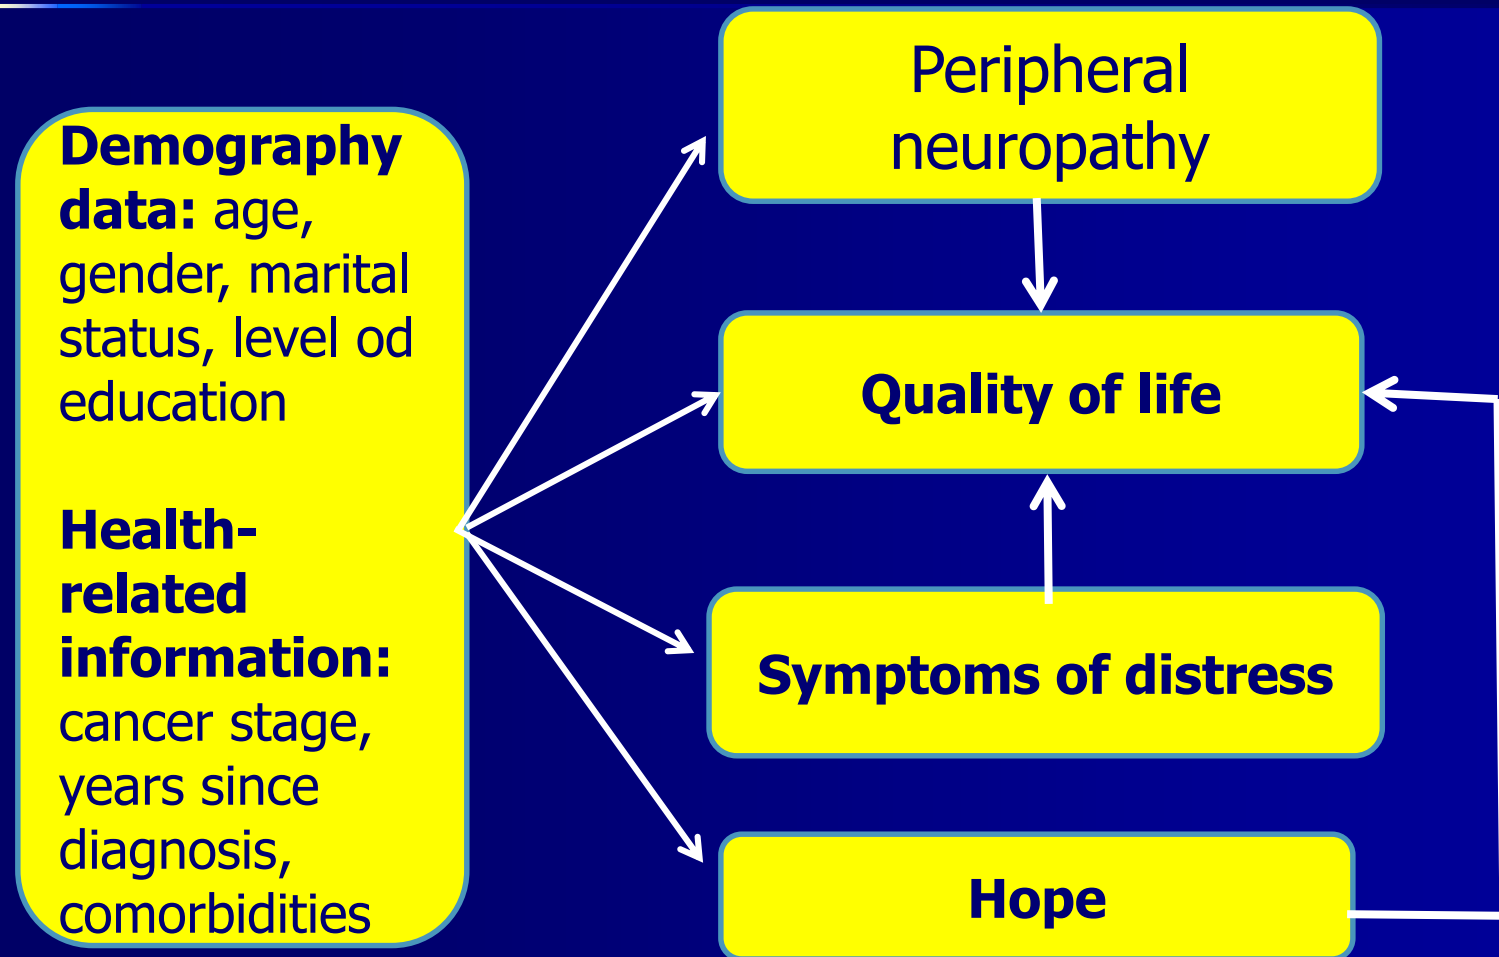 Demography
data: age,
gender, marital
status, level od
education
Health-
related
information:
cancer stage,
years since
diagnosis,
comorbidities
Peripheral
neuropathy
Quality of life
Symptoms of distress
Hope